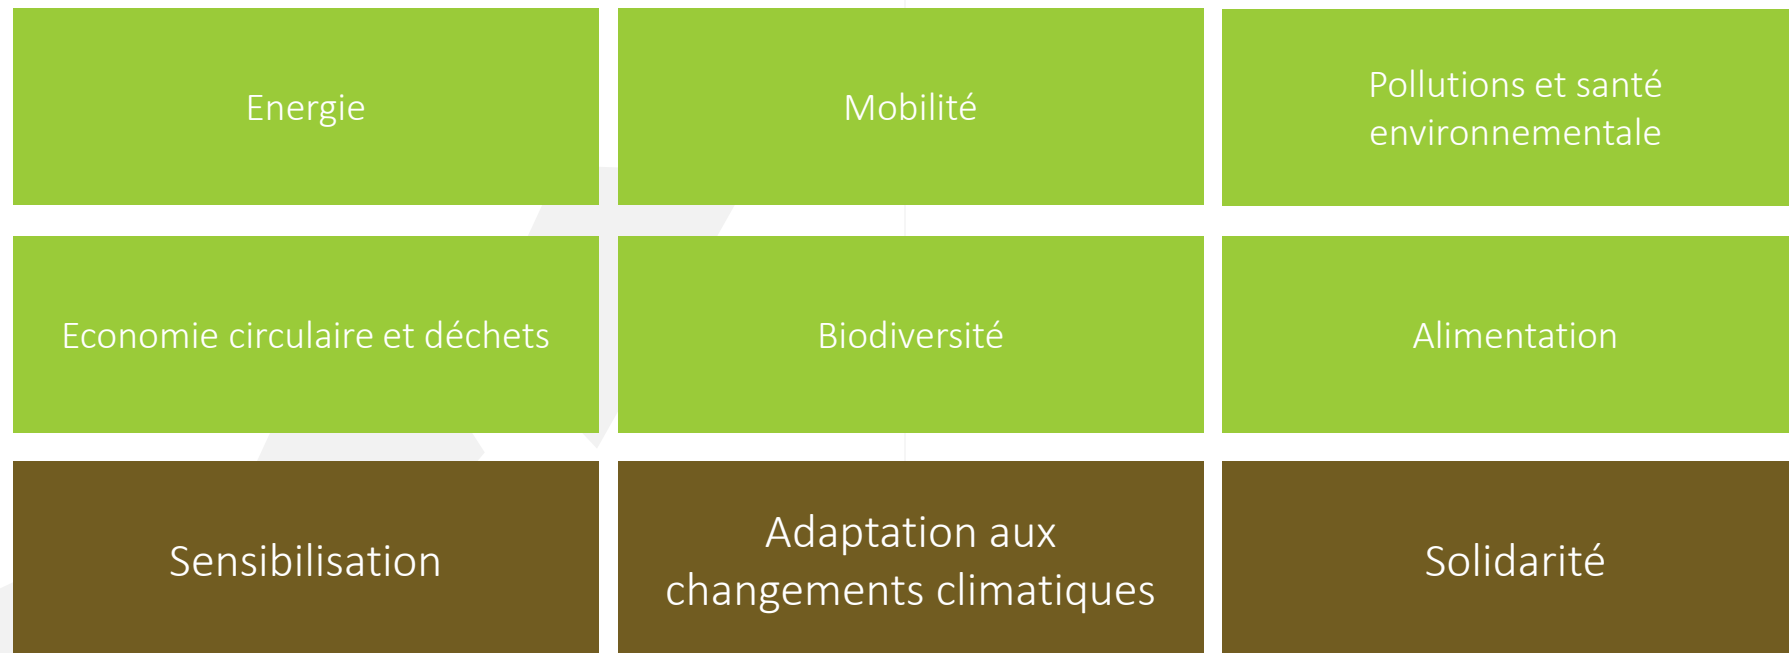 Energie
Mobilité
Pollutions et santé
environnementale
Economie circulaire et déchets
Biodiversité
Alimentation
Sensibilisation
Adaptation aux
changements climatiques
Solidarité